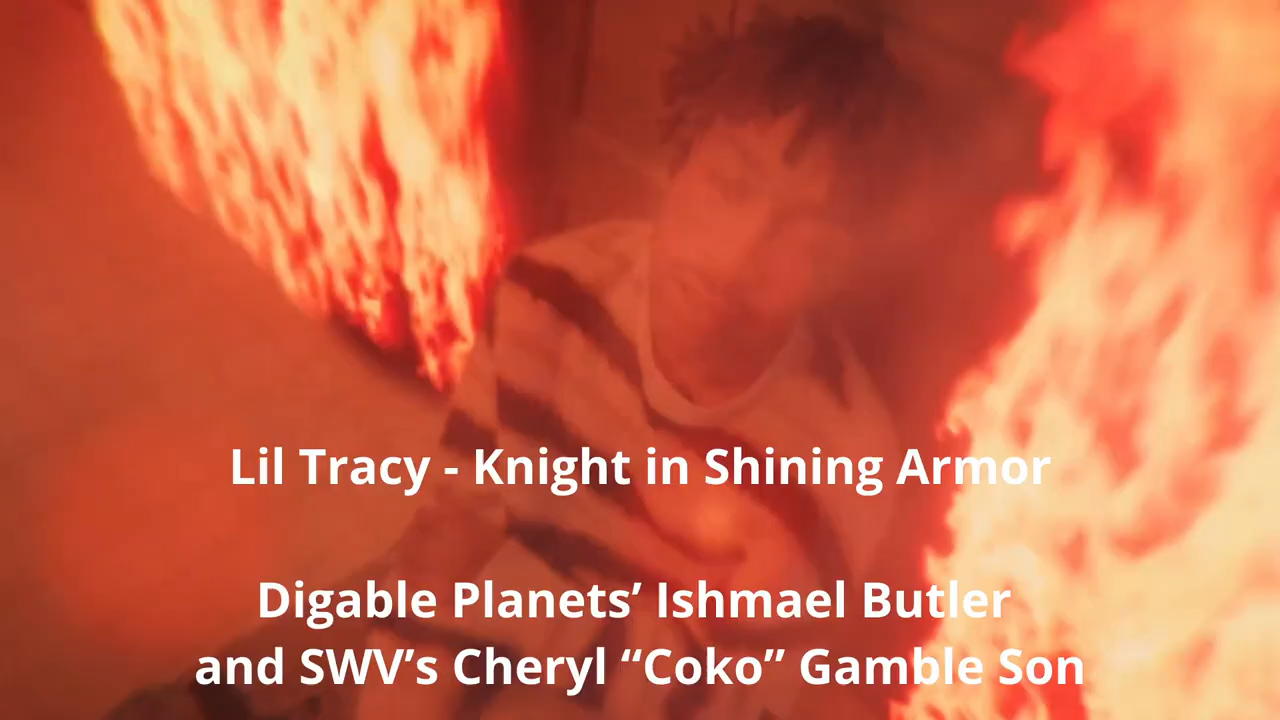 Lil Tracy - Knight in Shining Armor
Digable Planets’ Ishmael Butler
and SWV’s Cheryl “Coko” Gamble Son